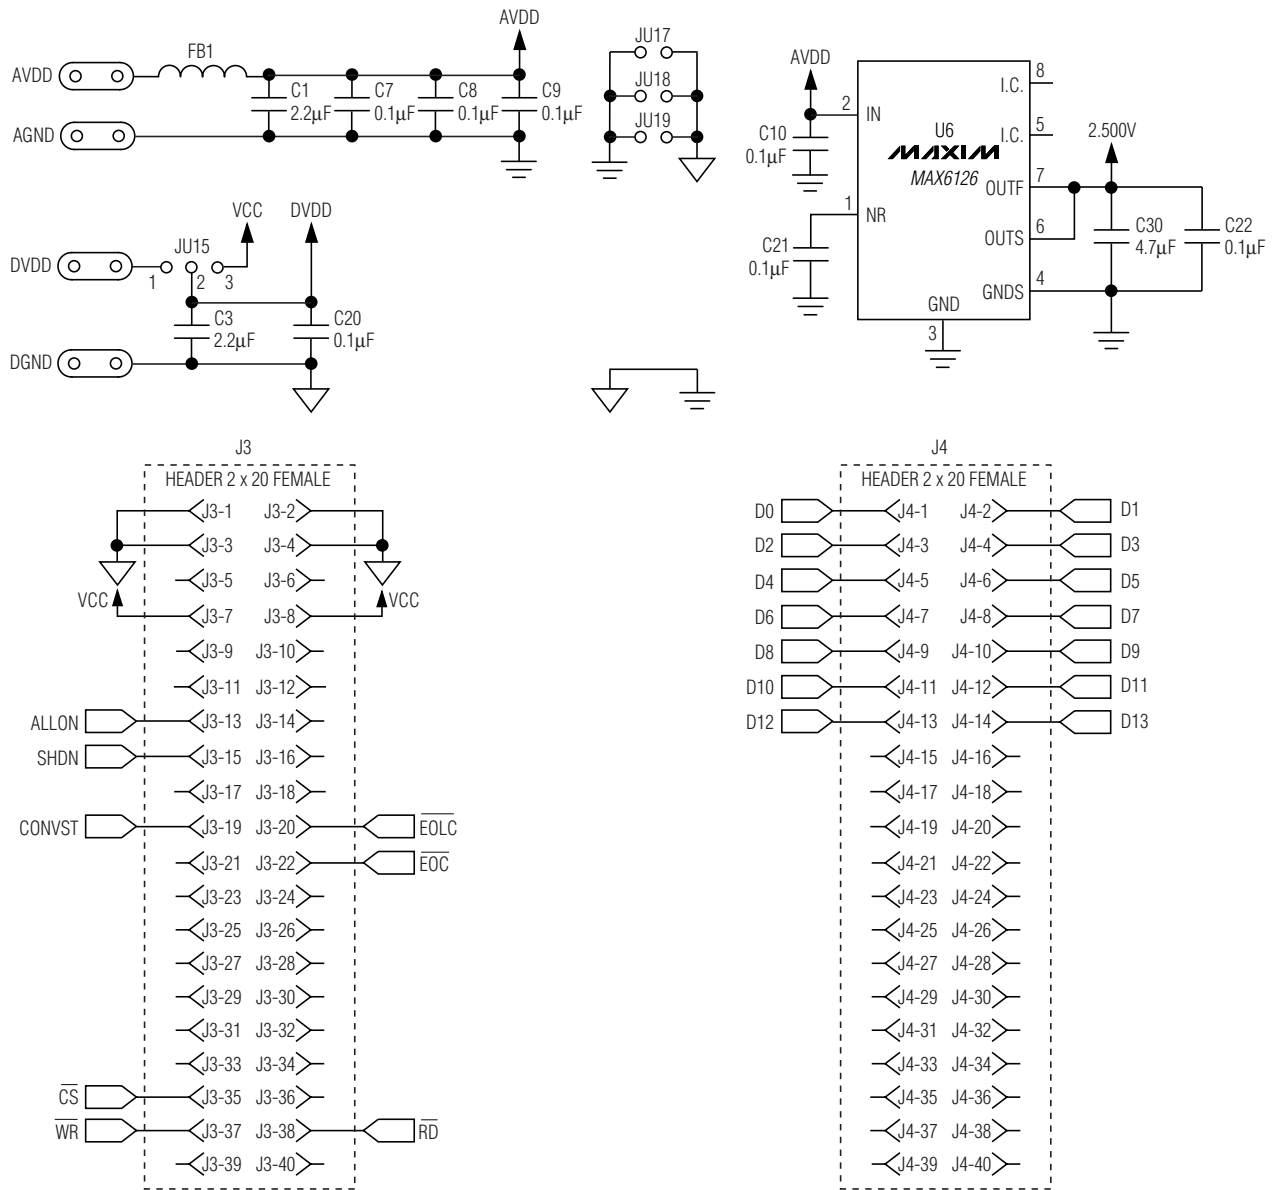 AVDD
FB1
AVDD
C1
2.2μF
C7
0.1μF
C8
0.1μF
C9
0.1μF
AGND
JU17
JU18
JU19
AVDD
2
IN
C10
0.1μF
1
NR
C21
0.1μF
U6
MAXIM
MAX6126
I.C.
8
I.C.
5
OUTF
7
OUTS
6
GNDS
4
GND
3
2.500V
C30
4.7μF
C22
0.1μF
VCC
DVDD
DVDD
JU15
1
2
3
C3
2.2μF
C20
0.1μF
DGND
J3
HEADER 2 x 20 FEMALE
J3-1 J3-2
J3-3 J3-4
J3-5 J3-6
VCC J3-7 J3-8 VCC
J3-9 J3-10
J3-11 J3-12
ALLON J3-13 J3-14
SHDN J3-15 J3-16
J3-17 J3-18
CONVST J3-19 J3-20 E̅O̅L̅C̅
J3-21 J3-22 E̅O̅C̅
J3-23 J3-24
J3-25 J3-26
J3-27 J3-28
J3-29 J3-30
J3-31 J3-32
J3-33 J3-34
C̅S̅ J3-35 J3-36
W̅R̅ J3-37 J3-38 R̅D̅
J3-39 J3-40
J4
HEADER 2 x 20 FEMALE
D0 J4-1 J4-2 D1
D2 J4-3 J4-4 D3
D4 J4-5 J4-6 D5
D6 J4-7 J4-8 D7
D8 J4-9 J4-10 D9
D10 J4-11 J4-12 D11
D12 J4-13 J4-14 D13
J4-15 J4-16
J4-17 J4-18
J4-19 J4-20
J4-21 J4-22
J4-23 J4-24
J4-25 J4-26
J4-27 J4-28
J4-29 J4-30
J4-31 J4-32
J4-33 J4-34
J4-35 J4-36
J4-37 J4-38
J4-39 J4-40